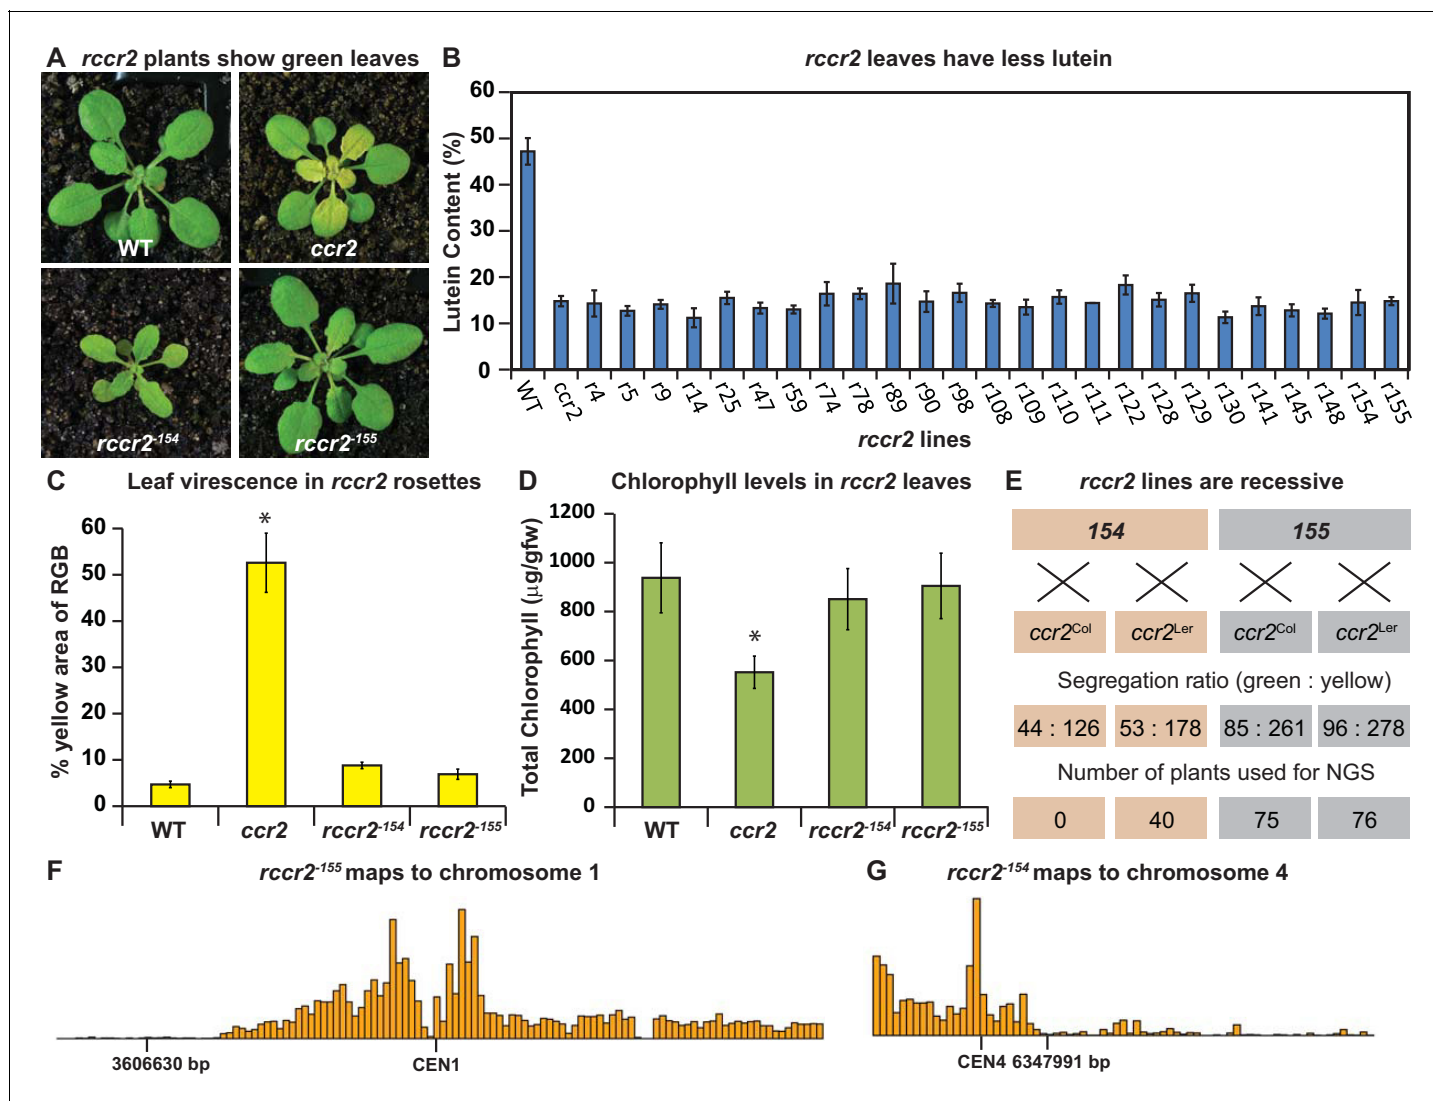 A rccr2 plants show green leaves
WT
ccr2
rccr2-154
rccr2-155
B rccr2 leaves have less lutein
Lutein Content (%)
60
50
40
30
20
10
0
WT ccr2 r4 r5 r9 r14 r25 r47 r59 r74 r78 r89 r90 r98 r108 r109 r110 r111 r122 r128 r129 r130 r141 r145 r148 r154 r155
rccr2 lines
C Leaf virescence in rccr2 rosettes
% yellow area of RGB
60
50
40
30
20
10
0
*
WT ccr2 rccr2-154 rccr2-155
D Chlorophyll levels in rccr2 leaves
Total Chlorophyll (μg/gfw)
1200
1000
800
600
400
200
0
*
WT ccr2 rccr2-154 rccr2-155
E rccr2 lines are recessive
154 155
ccr2Col ccr2Ler ccr2Col ccr2Ler
Segregation ratio (green : yellow)
44 : 126 53 : 178 85 : 261 96 : 278
Number of plants used for NGS
0 40 75 76
F rccr2-155 maps to chromosome 1
3606630 bp CEN1
G rccr2-154 maps to chromosome 4
CEN4 6347991 bp